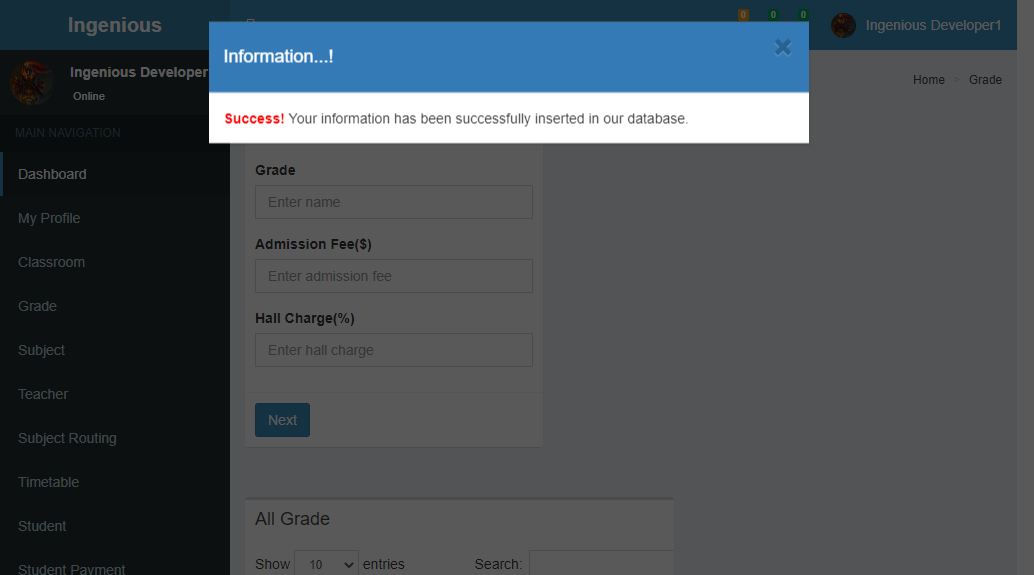 Ingenious
0 0 0
Ingenious Developer1
Ingenious Developer
Online
MAIN NAVIGATION
Dashboard
My Profile
Classroom
Grade
Subject
Teacher
Subject Routing
Timetable
Student
Student Payment
Information...!
×
Success! Your information has been successfully inserted in our database.
Home > Grade
Grade
Enter name
Admission Fee($)
Enter admission fee
Hall Charge(%)
Enter hall charge
Next
All Grade
Show 10 entries
Search: